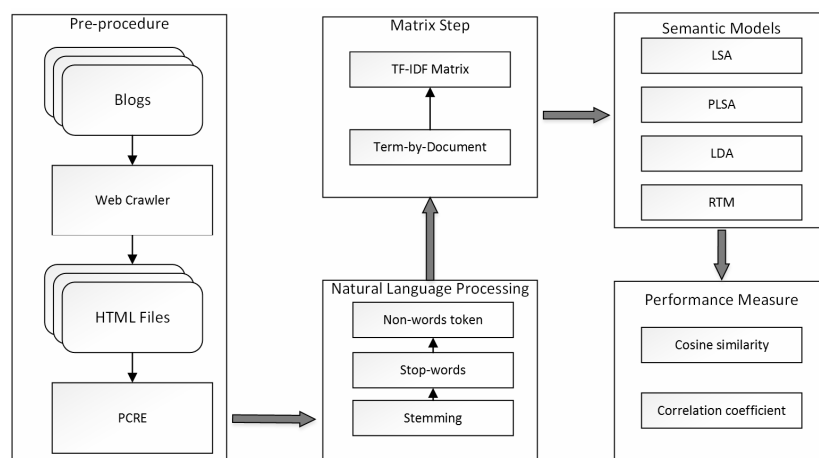 Pre-procedure
Blogs
Web Crawler
HTML Files
PCRE
Matrix Step
TF-IDF Matrix
Term-by-Document
Natural Language Processing
Non-words token
Stop-words
Stemming
Semantic Models
LSA
PLSA
LDA
RTM
Performance Measure
Cosine similarity
Correlation coefficient